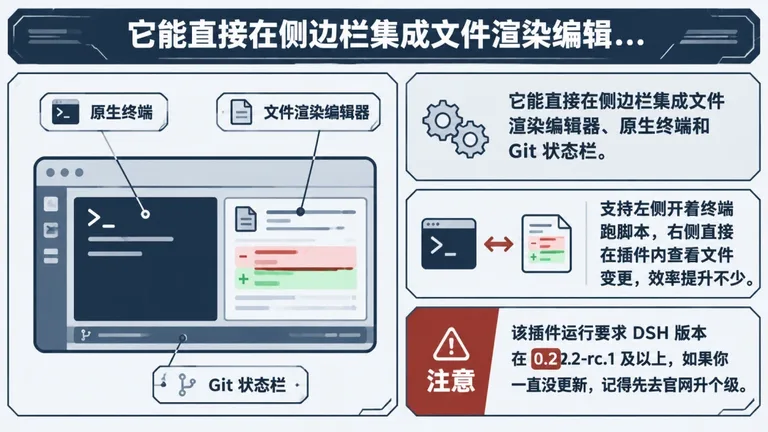 它能直接在侧边栏集成文件渲染编辑...
>_ 原生终端
文件渲染编辑器
>_
-
+
Git 状态栏
它能直接在侧边栏集成文件
渲染编辑器、原生终端和
Git 状态栏。
>_
-
+
支持左侧开着终端
跑脚本，右侧直接
在插件内查看文件
变更，效率提升不少。
注意
该插件运行要求 DSH 版本
在 0.22.2-rc.1 及以上，如果你
一直没更新，记得先去官网升个级。